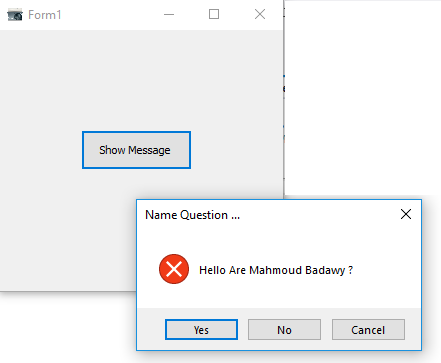 Form1
Show Message
Name Question ...
Hello Are Mahmoud Badawy ?
Yes
No
Cancel